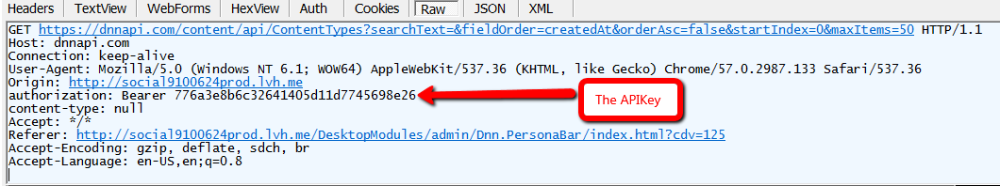 Headers TextView WebForms HexView Auth Cookies Raw JSON XML
GET https://dnnapi.com/content/api/ContentTypes?searchText=&fieldOrder=createdAt&orderAsc=false&startIndex=0&maxItems=50 HTTP/1.1
Host: dnnapi.com
Connection: keep-alive
User-Agent: Mozilla/5.0 (Windows NT 6.1; WOW64) AppleWebKit/537.36 (KHTML, like Gecko) Chrome/57.0.2987.133 Safari/537.36
Origin: http://social9100624prod.lvh.me
authorization: Bearer 776a3e8b6c32641405d11d7745698e26
The APIKey
content-type: null
Accept: */*
Referer: http://social9100624prod.lvh.me/DesktopModules/admin/Dnn.PersonaBar/index.html?cdv=125
Accept-Encoding: gzip, deflate, sdch, br
Accept-Language: en-US,en;q=0.8